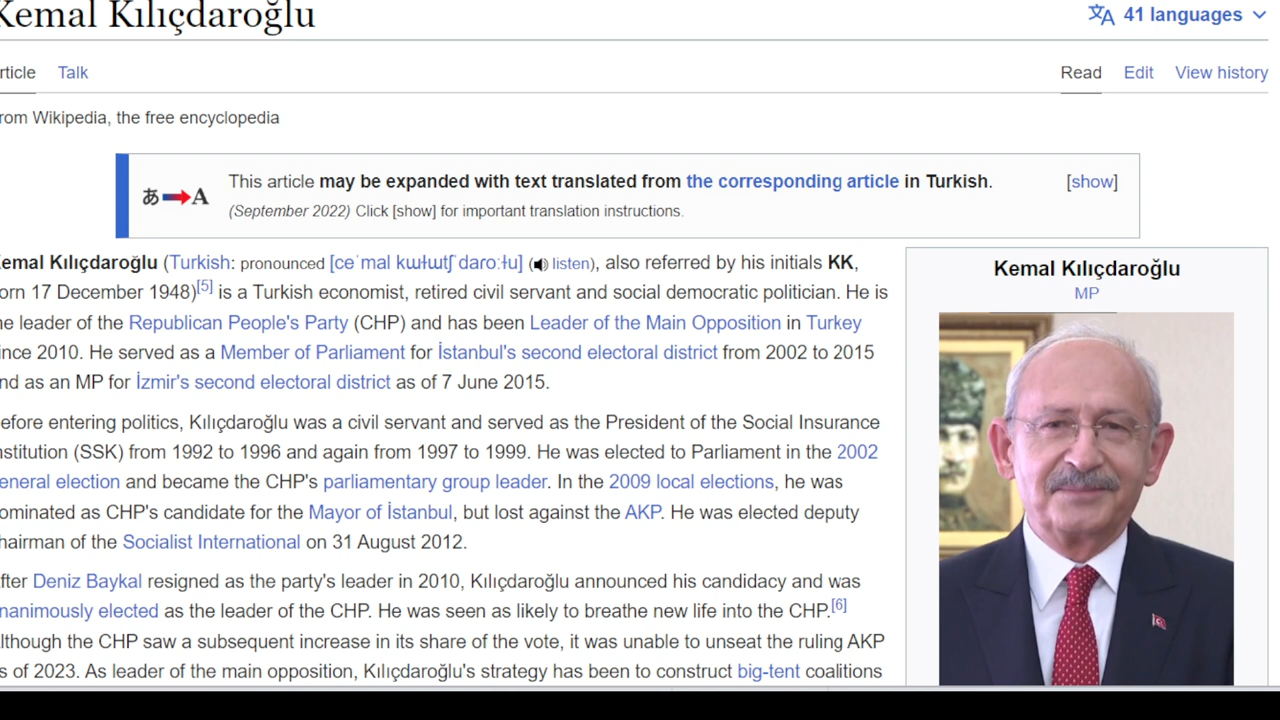 Kemal Kılıçdaroğlu
41 languages
rticle Talk
Read Edit View history
rom Wikipedia, the free encyclopedia
This article may be expanded with text translated from the corresponding article in Turkish. [show]
(September 2022) Click [show] for important translation instructions.
emal Kılıçdaroğlu (Turkish: pronounced [ceˈmal kɯɫɯtʃˈdaɾoːɫu] (listen), also referred by his initials KK,
orn 17 December 1948)[5] is a Turkish economist, retired civil servant and social democratic politician. He is
he leader of the Republican People's Party (CHP) and has been Leader of the Main Opposition in Turkey
ince 2010. He served as a Member of Parliament for İstanbul's second electoral district from 2002 to 2015
nd as an MP for İzmir's second electoral district as of 7 June 2015.
efore entering politics, Kılıçdaroğlu was a civil servant and served as the President of the Social Insurance
nstitution (SSK) from 1992 to 1996 and again from 1997 to 1999. He was elected to Parliament in the 2002
eneral election and became the CHP's parliamentary group leader. In the 2009 local elections, he was
ominated as CHP's candidate for the Mayor of İstanbul, but lost against the AKP. He was elected deputy
hairman of the Socialist International on 31 August 2012.
fter Deniz Baykal resigned as the party's leader in 2010, Kılıçdaroğlu announced his candidacy and was
nanimously elected as the leader of the CHP. He was seen as likely to breathe new life into the CHP.[6]
lthough the CHP saw a subsequent increase in its share of the vote, it was unable to unseat the ruling AKP
s of 2023. As leader of the main opposition, Kılıçdaroğlu's strategy has been to construct big-tent coalitions
Kemal Kılıçdaroğlu
MP